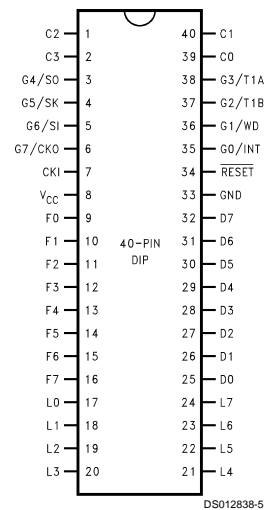 C2 1 40 C1
C3 2 39 C0
G4/SO 3 38 G3/T1A
G5/SK 4 37 G2/T1B
G6/SI 5 36 G1/WD
G7/CKO 6 35 G0/INT
CKI 7 34 RESET
VCC 8 33 GND
F0 9 32 D7
F1 10 40-PIN 31 D6
F2 11 DIP 30 D5
F3 12 29 D4
F4 13 28 D3
F5 14 27 D2
F6 15 26 D1
F7 16 25 D0
L0 17 24 L7
L1 18 23 L6
L2 19 22 L5
L3 20 21 L4
DS012838-5